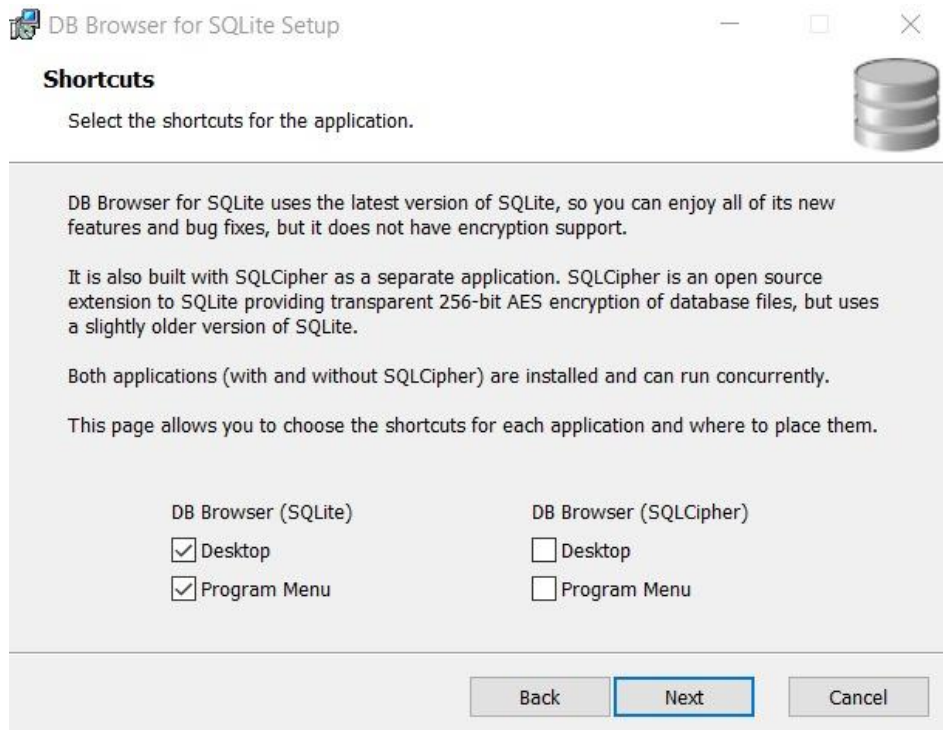 DB Browser for SQLite Setup
Shortcuts
Select the shortcuts for the application.
DB Browser for SQLite uses the latest version of SQLite, so you can enjoy all of its new
features and bug fixes, but it does not have encryption support.
It is also built with SQLCipher as a separate application. SQLCipher is an open source
extension to SQLite providing transparent 256-bit AES encryption of database files, but uses
a slightly older version of SQLite.
Both applications (with and without SQLCipher) are installed and can run concurrently.
This page allows you to choose the shortcuts for each application and where to place them.
DB Browser (SQLite) DB Browser (SQLCipher)
Desktop Desktop
Program Menu Program Menu
Back Next Cancel